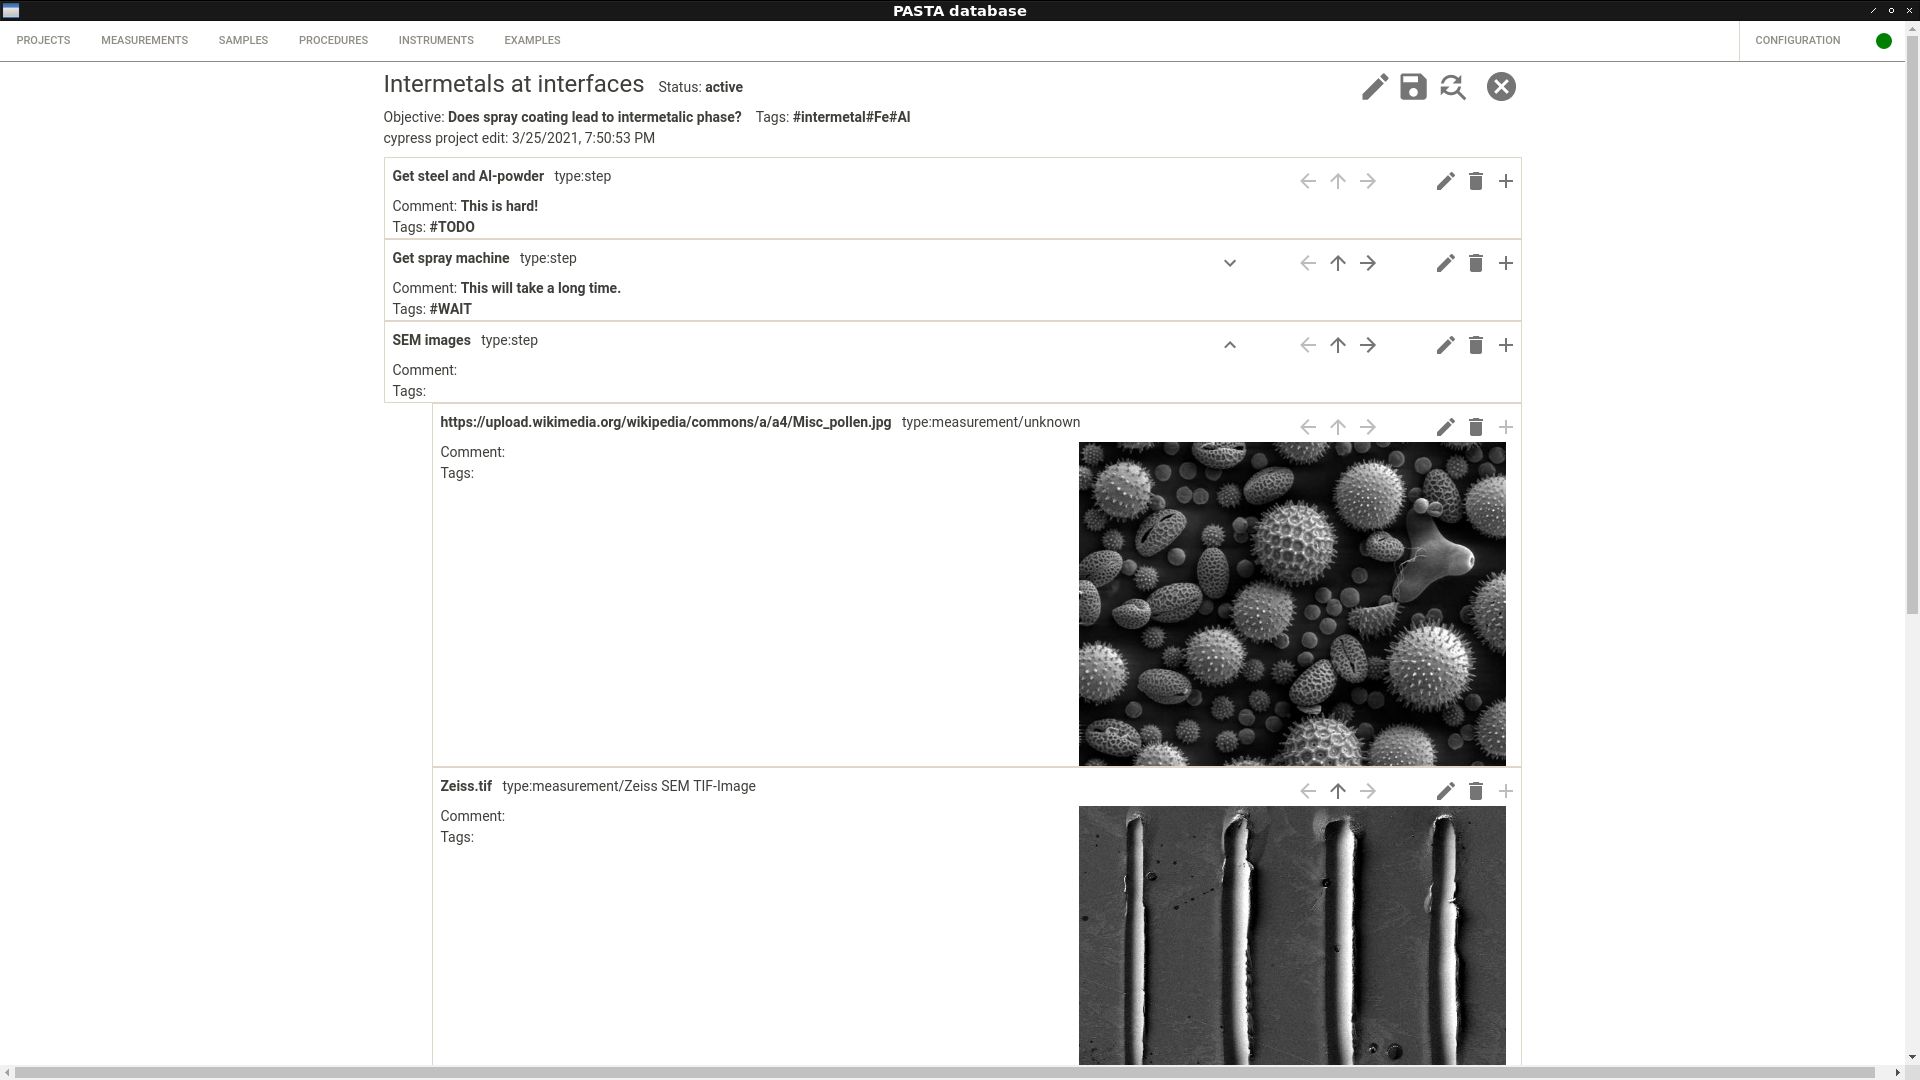 PASTA database
PROJECTS MEASUREMENTS SAMPLES PROCEDURES INSTRUMENTS EXAMPLES CONFIGURATION
Intermetals at interfaces Status: active
Objective: Does spray coating lead to intermetalic phase? Tags: #intermetal#Fe#Al
cypress project edit: 3/25/2021, 7:50:53 PM
Get steel and Al-powder type:step
Comment: This is hard!
Tags: #TODO
Get spray machine type:step
Comment: This will take a long time.
Tags: #WAIT
SEM images type:step
Comment:
Tags:
https://upload.wikimedia.org/wikipedia/commons/a/a4/Misc_pollen.jpg type:measurement/unknown
Comment:
Tags:
Zeiss.tif type:measurement/Zeiss SEM TIF-Image
Comment:
Tags: